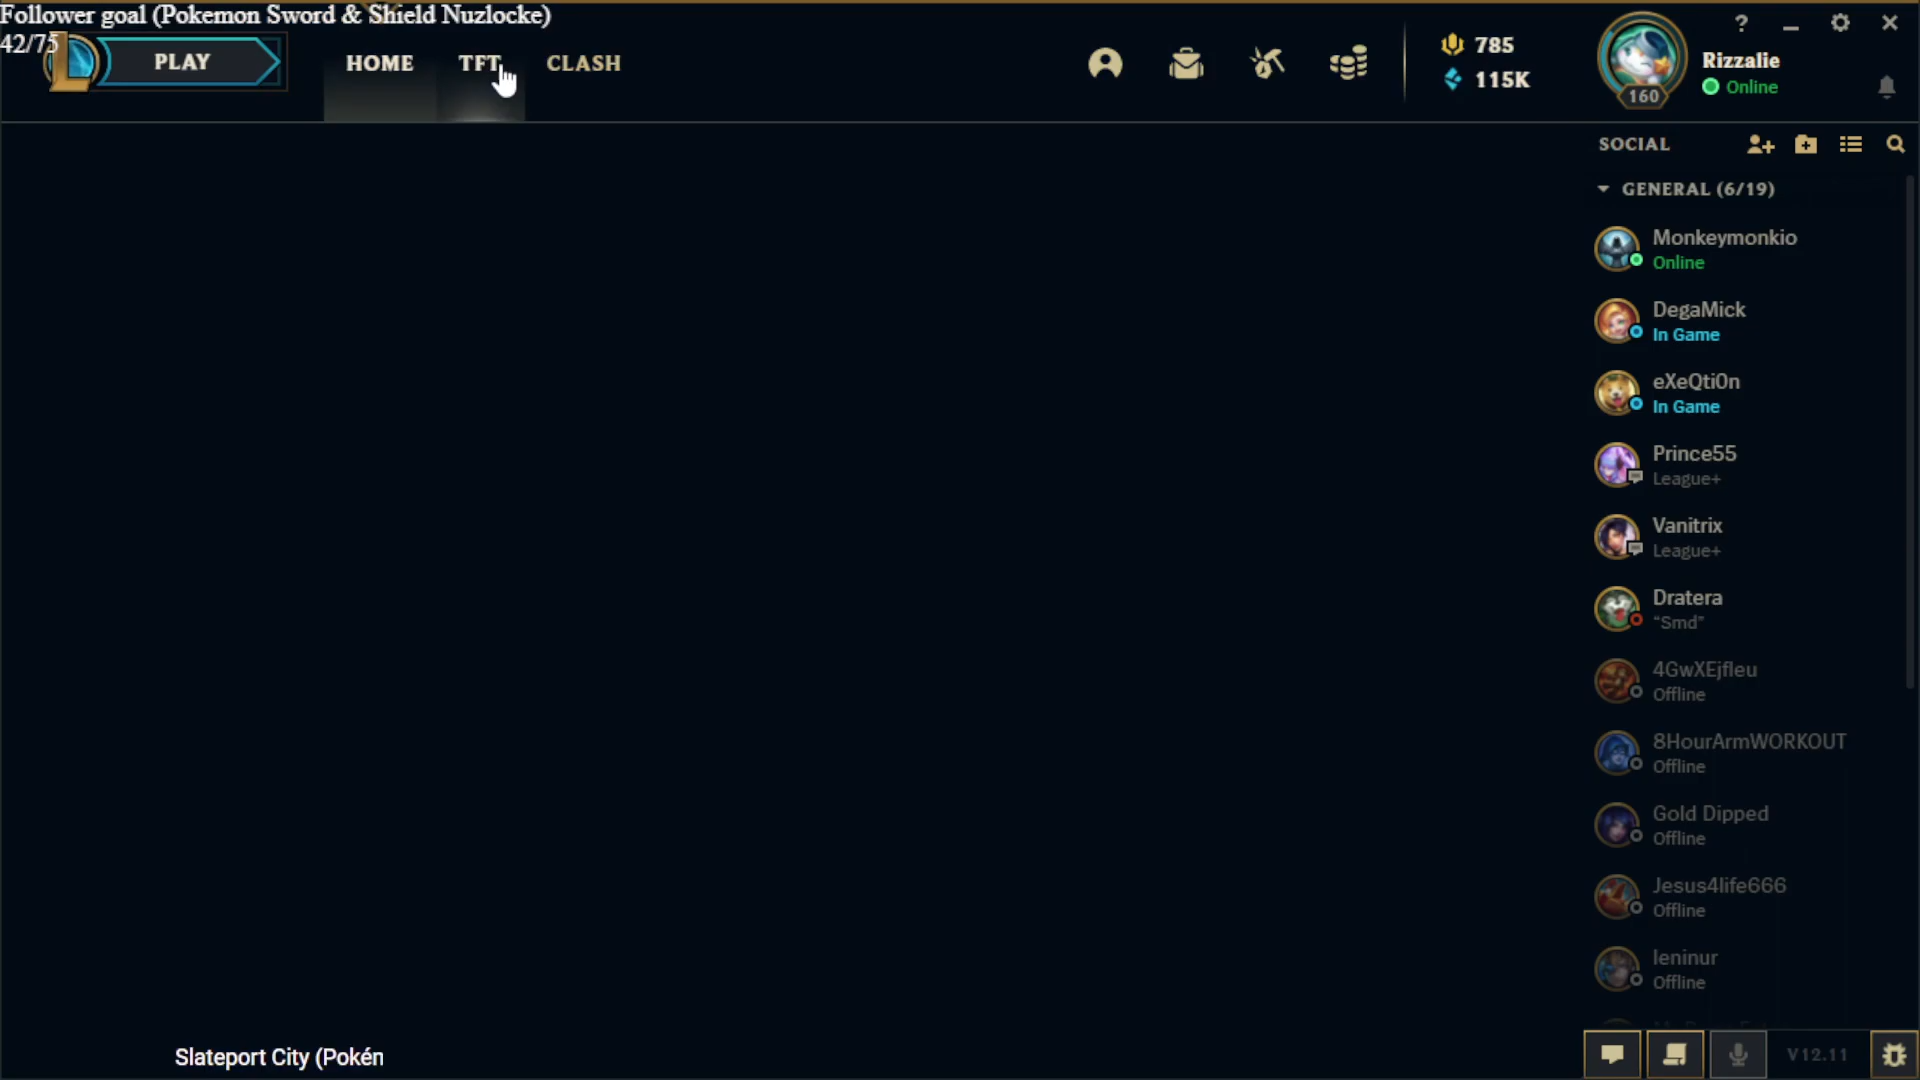 Follower goal (Pokemon Sword & Shield Nuzlocke)
42/75
PLAY
HOME
TFT
CLASH
785
115K
160
Rizzalie
Online
SOCIAL
GENERAL (6/19)
Monkeymonkio
Online
DegaMick
In Game
eXeQti0n
In Game
Prince55
League+
Vanitrix
League+
Dratera
“Smd”
4GwXEjfleu
Offline
8HourArmWORKOUT
Offline
Gold Dipped
Offline
Jesus4life666
Offline
leninur
Offline
Slateport City (Pokén
V12.11